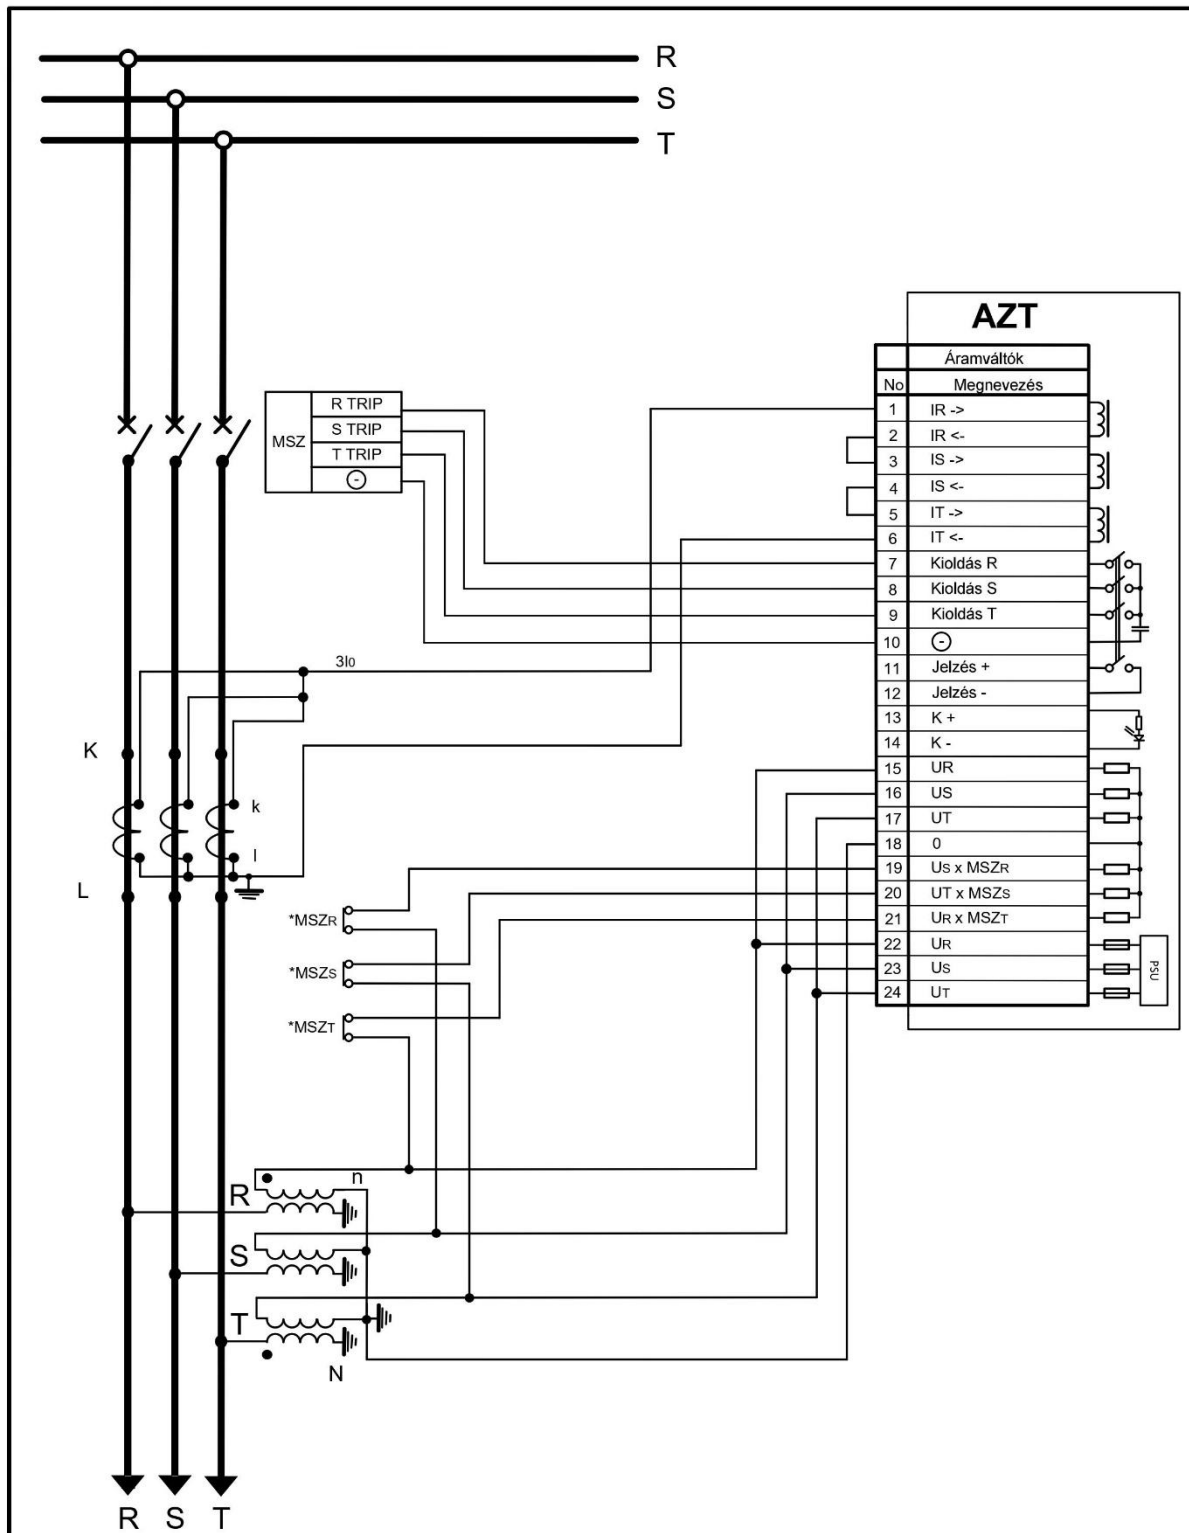 R
S
T
AZT
Áramváltók
No Megnevezés
1 IR ->
2 IR <-
3 IS ->
4 IS <-
5 IT ->
6 IT <-
7 Kioldás R
8 Kioldás S
9 Kioldás T
10 -
11 Jelzés +
12 Jelzés -
13 K +
14 K -
15 UR
16 US
17 UT
18 0
19 US x MSZR
20 UT x MSZS
21 UR x MSZT
22 UR
23 US
24 UT
PSU
MSZ
R TRIP
S TRIP
T TRIP
-
3I0
K
k
l
L
*MSZR
*MSZS
*MSZT
R
n
S
T
N
R S T